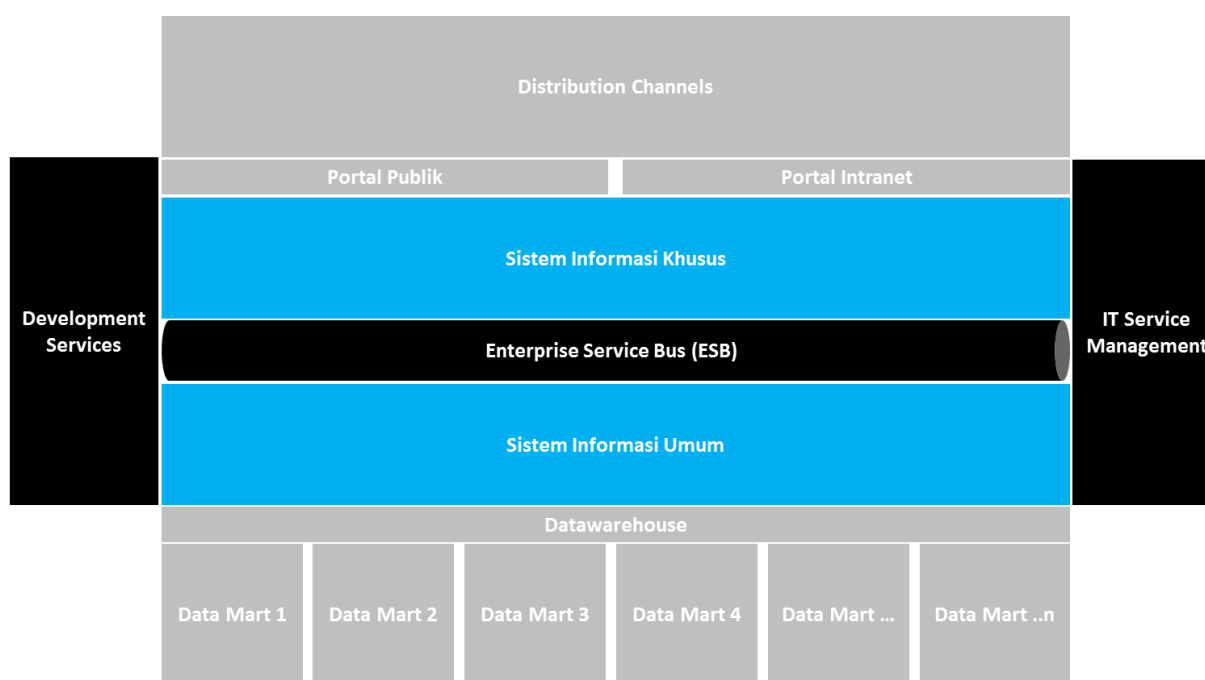 Distribution Channels
Portal Publik
Portal Intranet
Sistem Informasi Khusus
Development
Services
Enterprise Service Bus (ESB)
IT Service
Management
Sistem Informasi Umum
Datawarehouse
Data Mart 1
Data Mart 2
Data Mart 3
Data Mart 4
Data Mart ...
Data Mart ..n